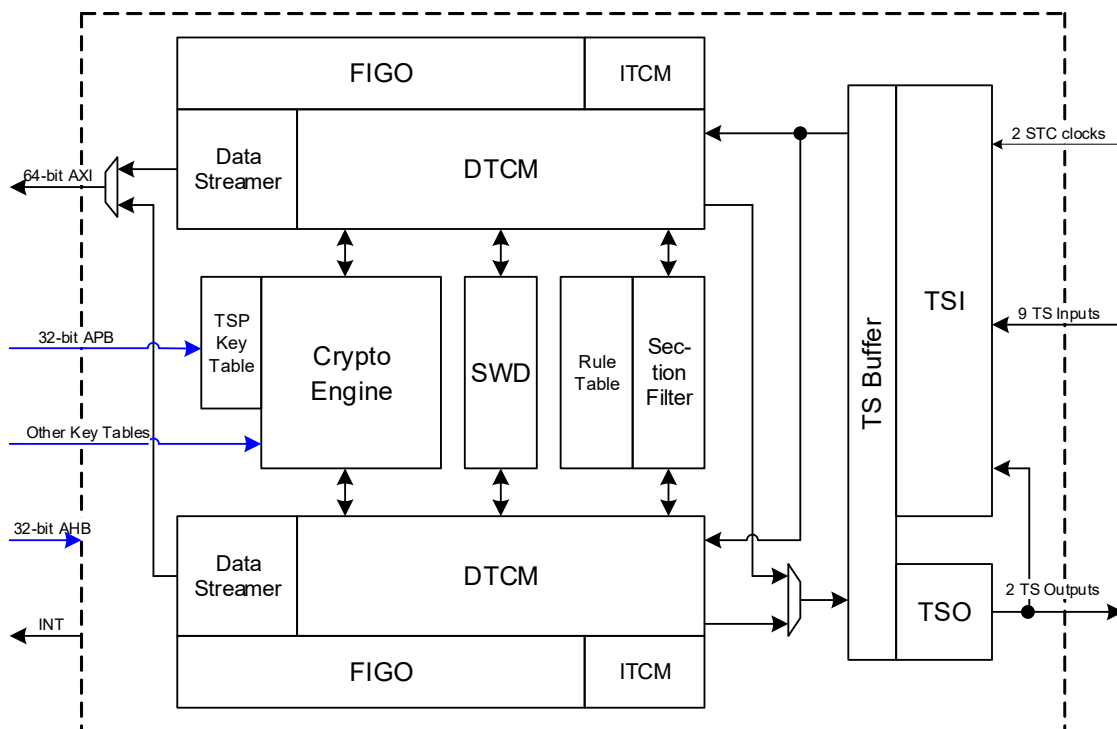 FIGO
ITCM
Data
Streamer
DTCM
64-bit AXI
2 STC clocks
TSP
Key
Table
Crypto
Engine
SWD
Rule
Table
Sec-
tion
Filter
TS Buffer
TSI
9 TS Inputs
32-bit APB
Other Key Tables
32-bit AHB
Data
Streamer
DTCM
2 TS Outputs
TSO
INT
FIGO
ITCM